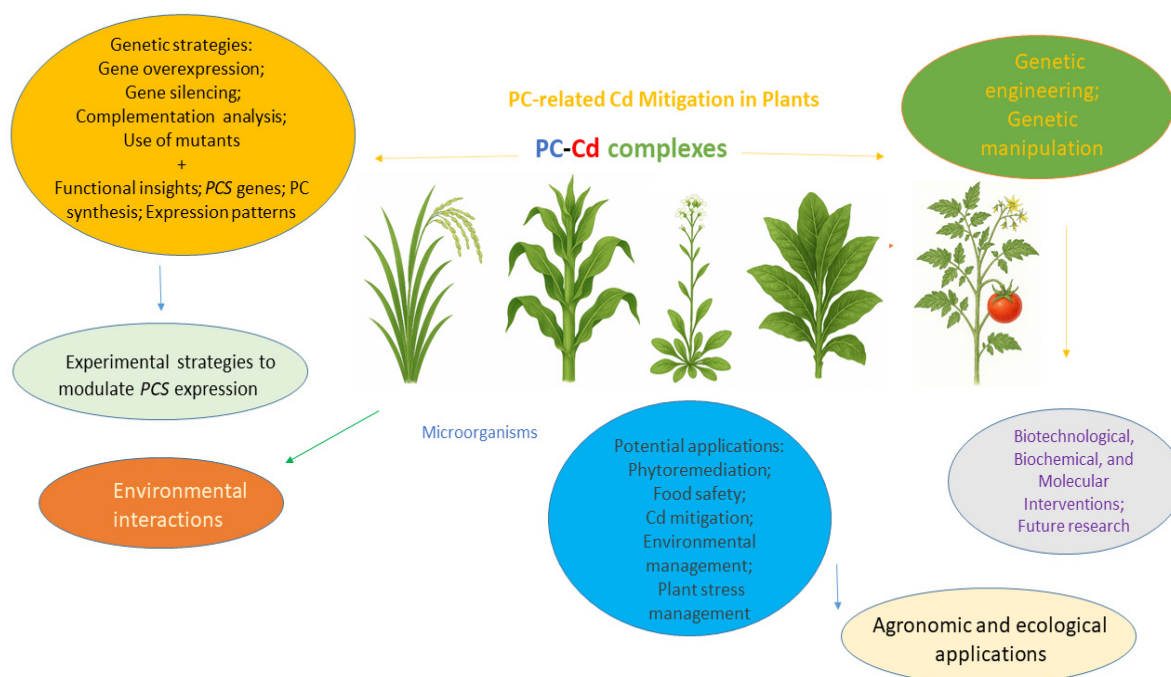 Genetic strategies:
Gene overexpression;
Gene silencing;
Complementation analysis;
Use of mutants
+
Functional insights; PCS genes; PC
synthesis; Expression patterns
PC-related Cd Mitigation in Plants
PC-Cd complexes
Genetic
engineering;
Genetic
manipulation
Experimental strategies to
modulate PCS expression
Environmental
interactions
Microorganisms
Potential applications:
Phytoremediation;
Food safety;
Cd mitigation;
Environmental
management;
Plant stress
management
Biotechnological,
Biochemical, and
Molecular
Interventions;
Future research
Agronomic and ecological
applications